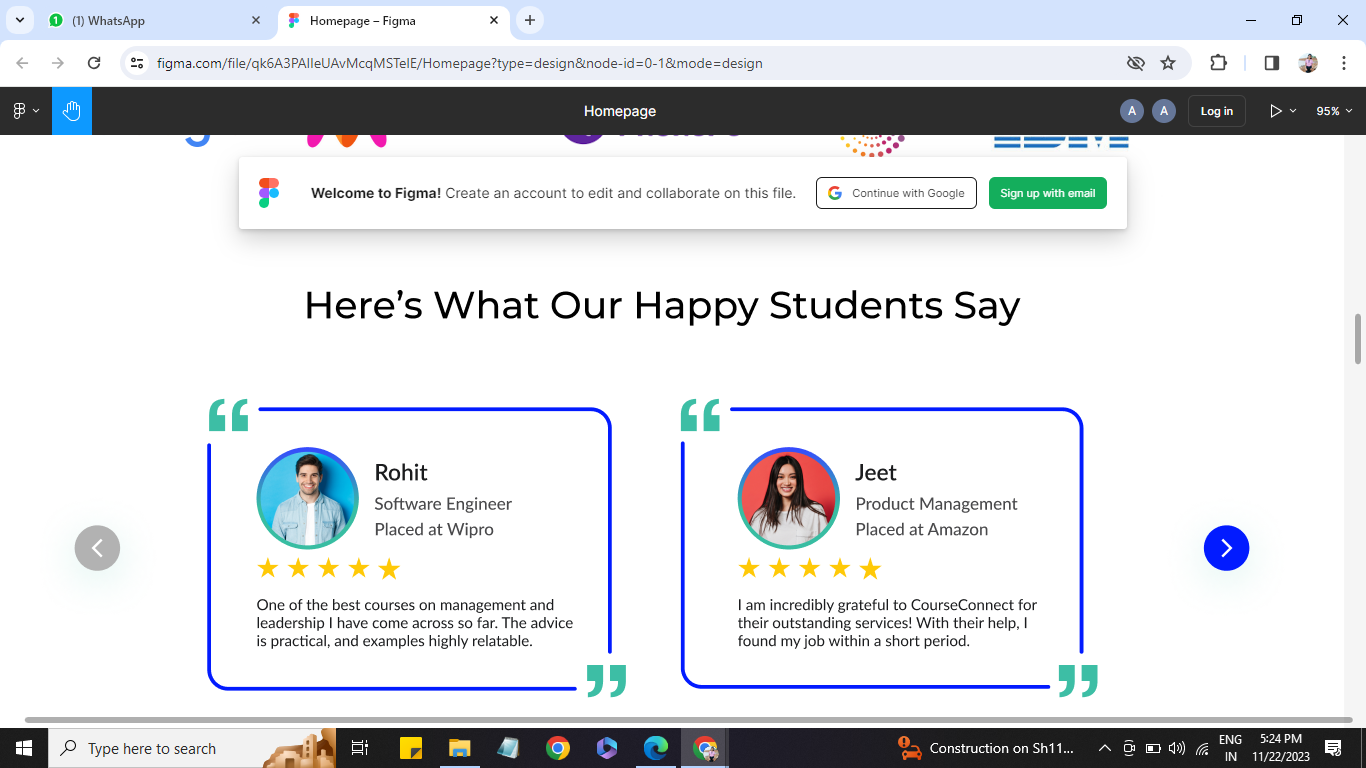 (1) WhatsApp
Homepage – Figma
figma.com/file/qk6A3PAlleUAvMcqMSTelE/Homepage?type=design&node-id=0-1&mode=design
Homepage
A A Log in 95%
Welcome to Figma! Create an account to edit and collaborate on this file.
Continue with Google
Sign up with email
Here's What Our Happy Students Say
Rohit
Software Engineer
Placed at Wipro
One of the best courses on management and
leadership I have come across so far. The advice
is practical, and examples highly relatable.
Jeet
Product Management
Placed at Amazon
I am incredibly grateful to CourseConnect for
their outstanding services! With their help, I
found my job within a short period.
Type here to search
Construction on Sh11...
ENG
IN
5:24 PM
11/22/2023